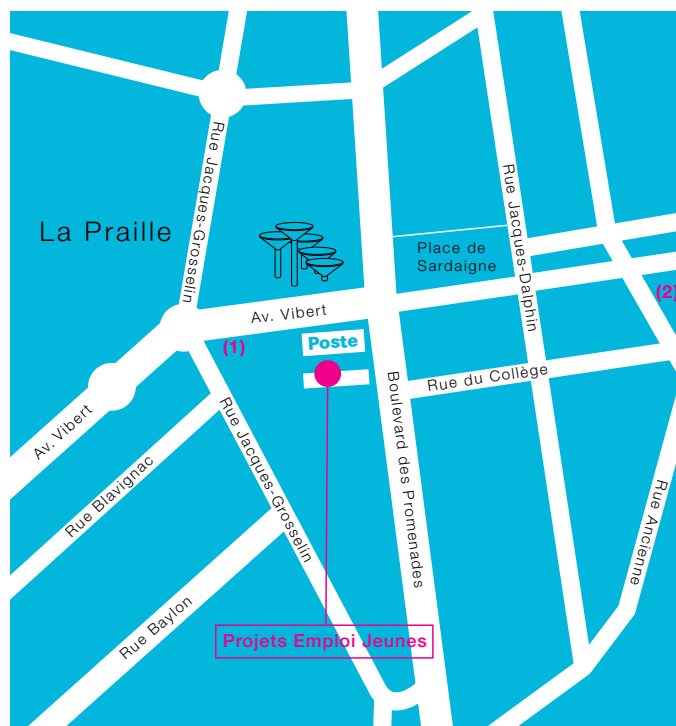 Rue Jacques-Grosselin
La Praille
Place de
Sardaigne
Rue Jacques-Dalphin
(2)
Av. Vibert
(1)
Poste
Rue du Collège
Boulevard des Promenades
Av. Vibert
Rue Blavignac
Rue Jacques-Grosselin
Rue Ancienne
Rue Baylon
Projets Emploi Jeunes